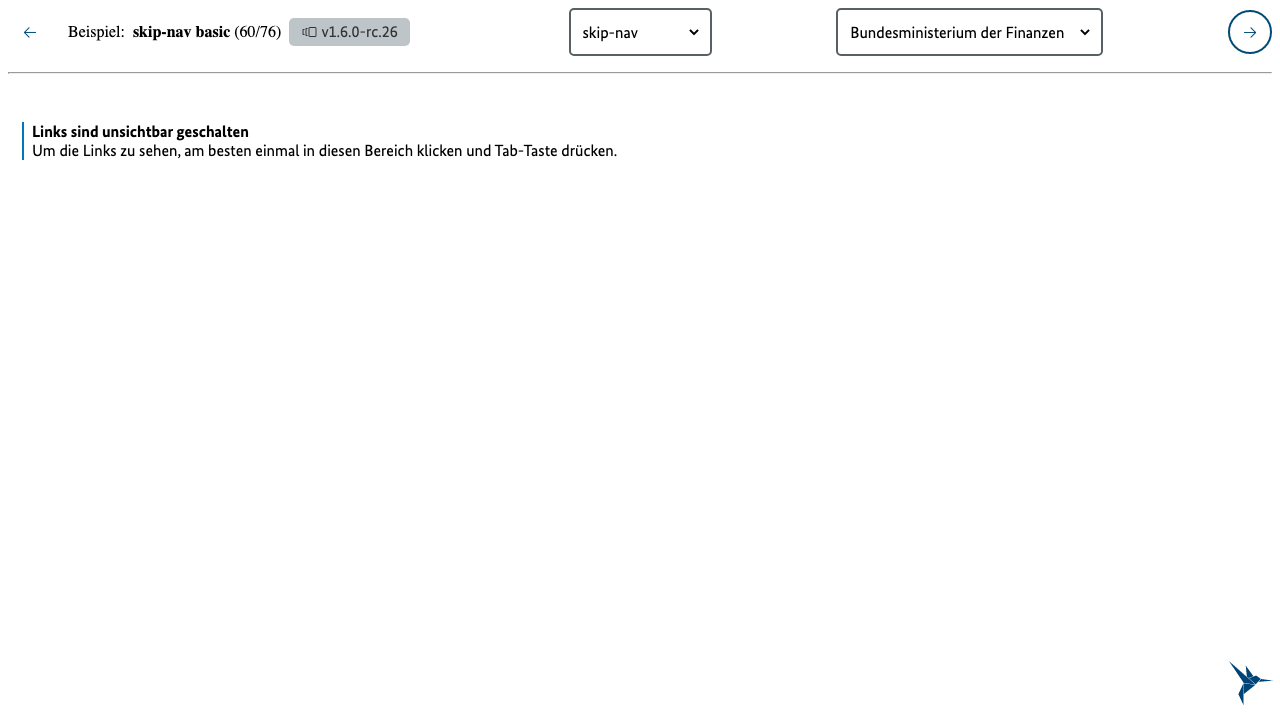 Beispiel: skip-nav basic (60/76) v1.6.0-rc.26 skip-nav Bundesministerium der Finanzen
Links sind unsichtbar geschalten
Um die Links zu sehen, am besten einmal in diesen Bereich klicken und Tab-Taste drücken.